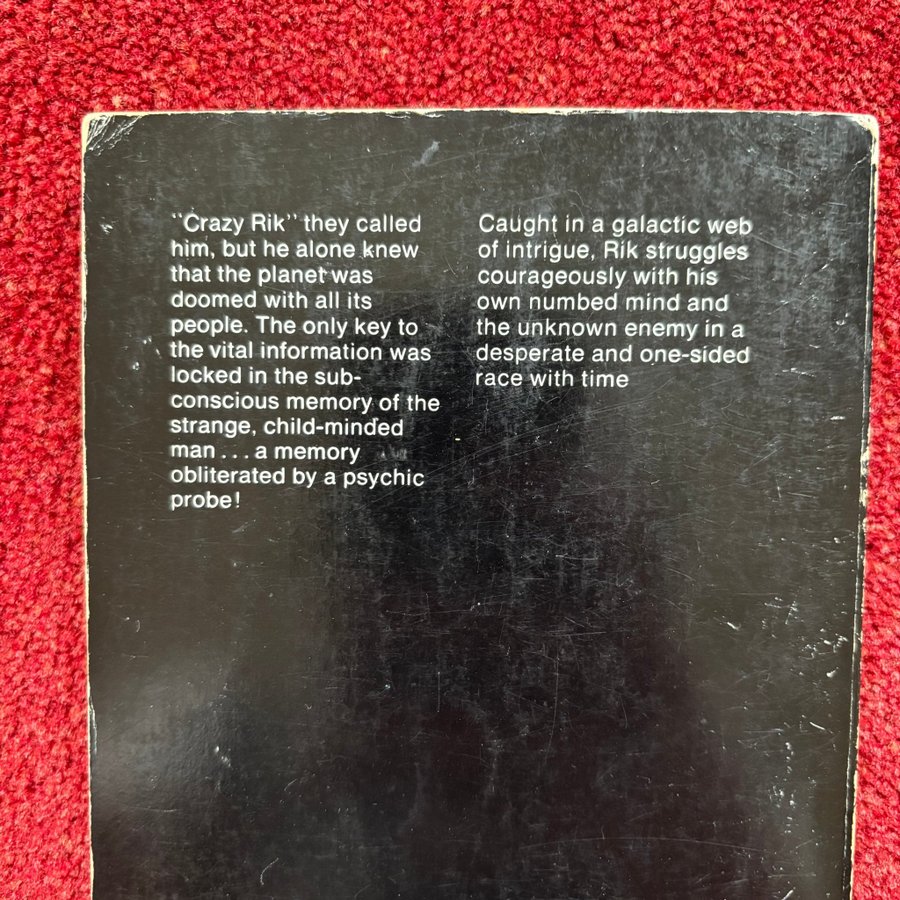 "Crazy Rik" they called
him, but he alone knew
that the planet was
doomed with all its
people. The only key to
the vital information was
locked in the sub-
conscious memory of the
strange, child-minded
man . . . a memory
obliterated by a psychic
probe!
Caught in a galactic web
of intrigue, Rik struggles
courageously with his
own numbed mind and
the unknown enemy in a
desperate and one-sided
race with time